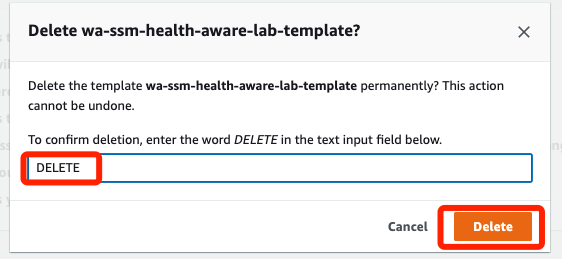 Delete wa-ssm-health-aware-lab-template?
Delete the template wa-ssm-health-aware-lab-template permanently? This action
cannot be undone.
To confirm deletion, enter the word DELETE in the text input field below.
DELETE
Cancel
Delete